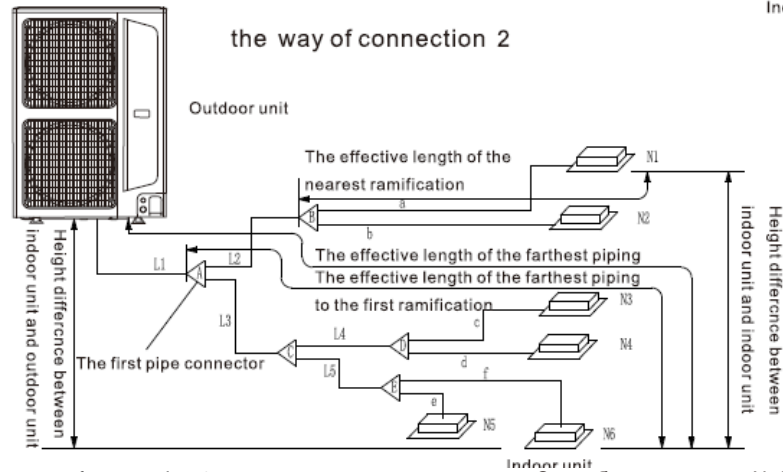 In
the way of connection 2
Outdoor unit
The effective length of the
nearest ramification
N1
a
B
N2
b
The effective length of the farthest piping
L1
A
L2
The effective length of the farthest piping
to the first ramification
N3
c
L3
L4
D
N4
The first pipe connector
C
d
L5
E
f
e
N5
N6
Indoor unit
Height differcnce between
indoor unit and outdoor unit
Height differcnce between
indoor unit and indoor unit